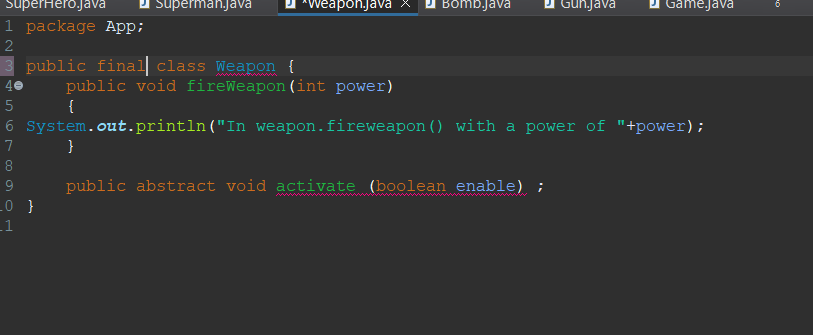 SuperHero.java Superman.java *Weapon.java Bomb.java Gun.java Game.java 6
1 package App;
2
3 public final class Weapon {
4 public void fireWeapon(int power)
5 {
6 System.out.println("In weapon.fireweapon() with a power of "+power);
7 }
8
9 public abstract void activate (boolean enable) ;
10 }
11